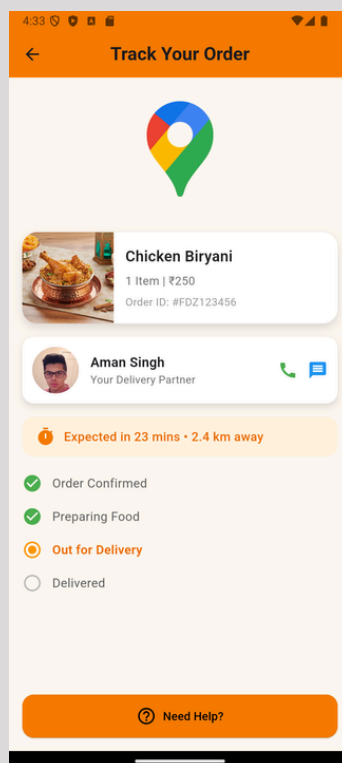 4:33
Track Your Order
Chicken Biryani
1 Item | ₹250
Order ID: #FDZ123456
Aman Singh
Your Delivery Partner
Expected in 23 mins • 2.4 km away
Order Confirmed
Preparing Food
Out for Delivery
Delivered
Need Help?